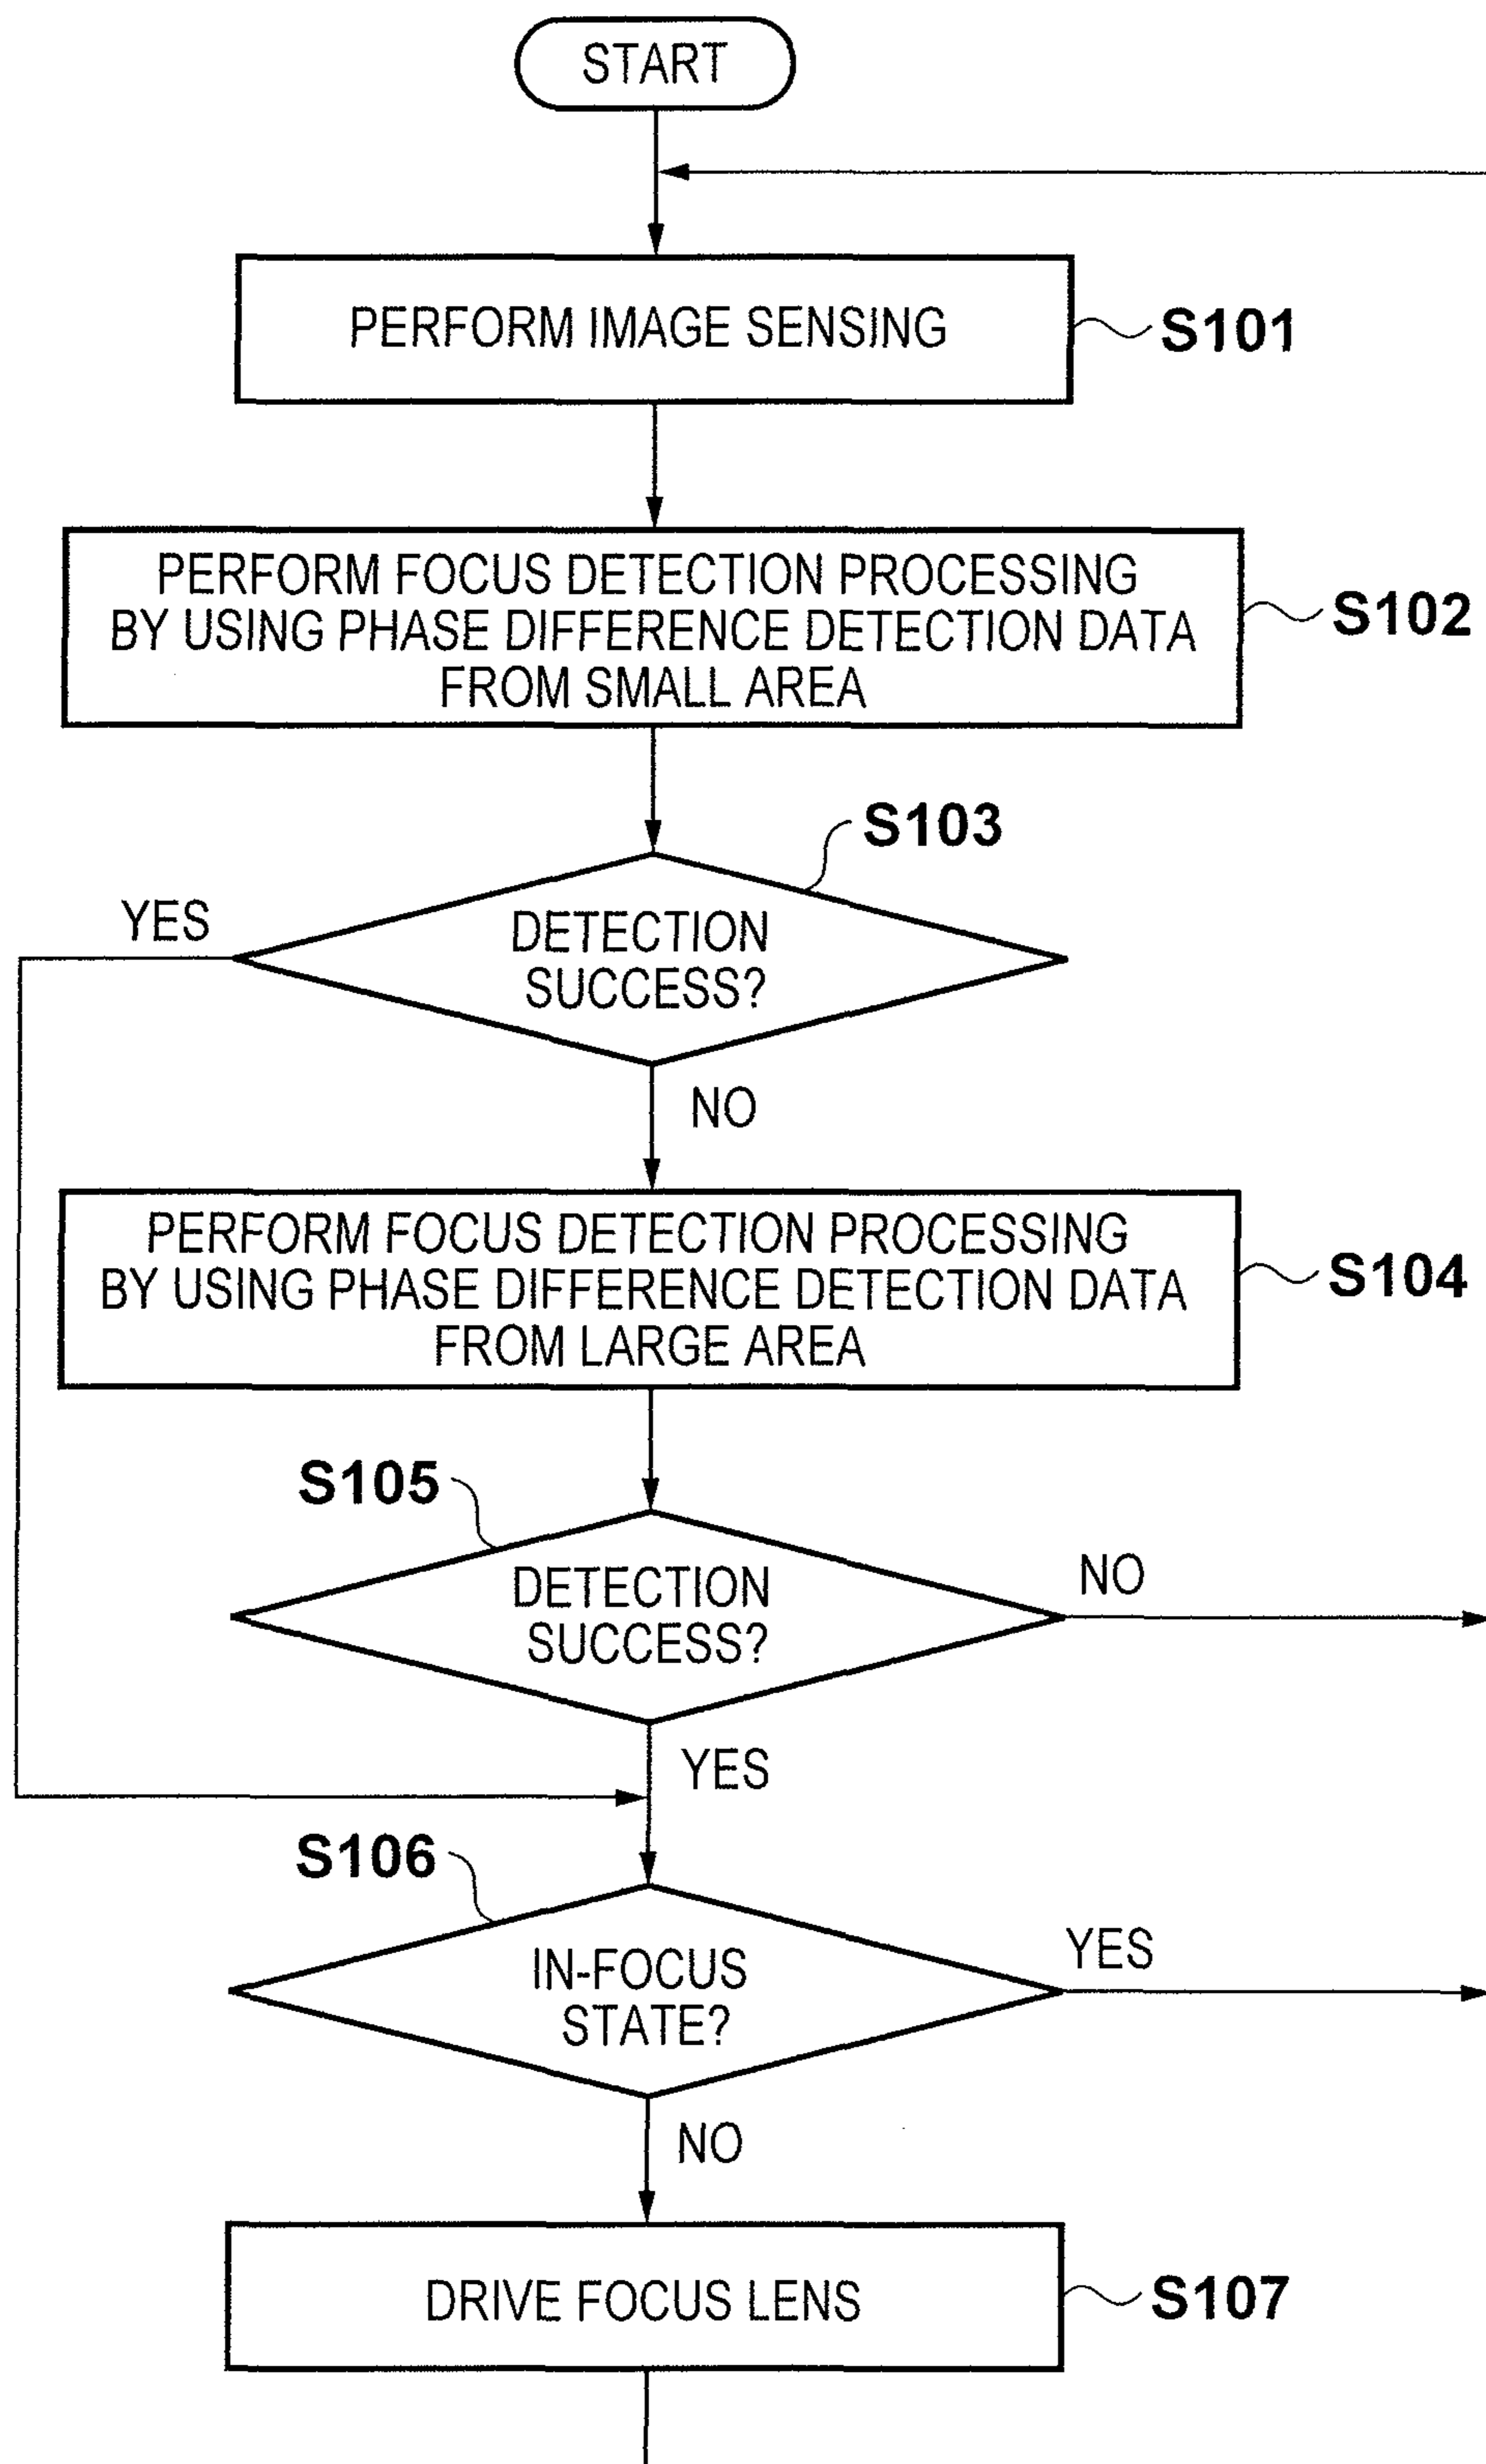 START
PERFORM IMAGE SENSING
S101
PERFORM FOCUS DETECTION PROCESSING
BY USING PHASE DIFFERENCE DETECTION DATA
FROM SMALL AREA
S102
S103
YES
DETECTION
SUCCESS?
NO
PERFORM FOCUS DETECTION PROCESSING
BY USING PHASE DIFFERENCE DETECTION DATA
FROM LARGE AREA
S104
S105
DETECTION
SUCCESS?
NO
YES
S106
IN-FOCUS
STATE?
YES
NO
DRIVE FOCUS LENS
S107